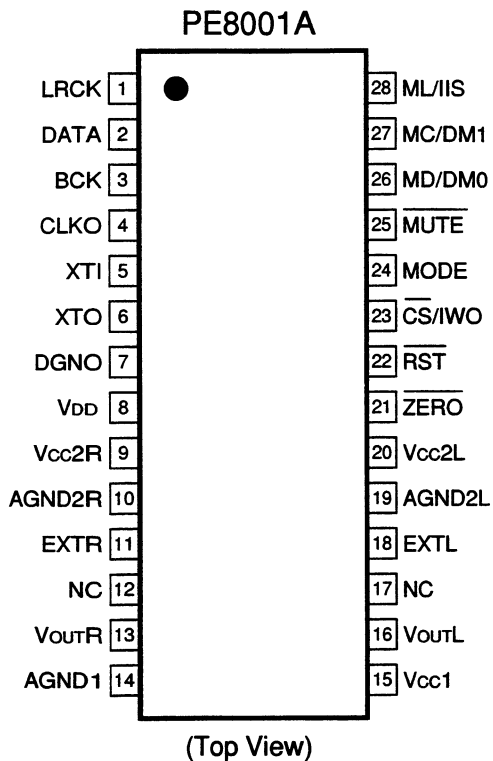 PE8001A
LRCK 1 28 ML/IIS
DATA 2 27 MC/DM1
BCK 3 26 MD/DM0
CLKO 4 25 MUTE
XTI 5 24 MODE
XTO 6 23 CS/IWO
DGNO 7 22 RST
VDD 8 21 ZERO
Vcc2R 9 20 Vcc2L
AGND2R 10 19 AGND2L
EXTR 11 18 EXTL
NC 12 17 NC
VOUTR 13 16 VOUTL
AGND1 14 15 Vcc1
(Top View)